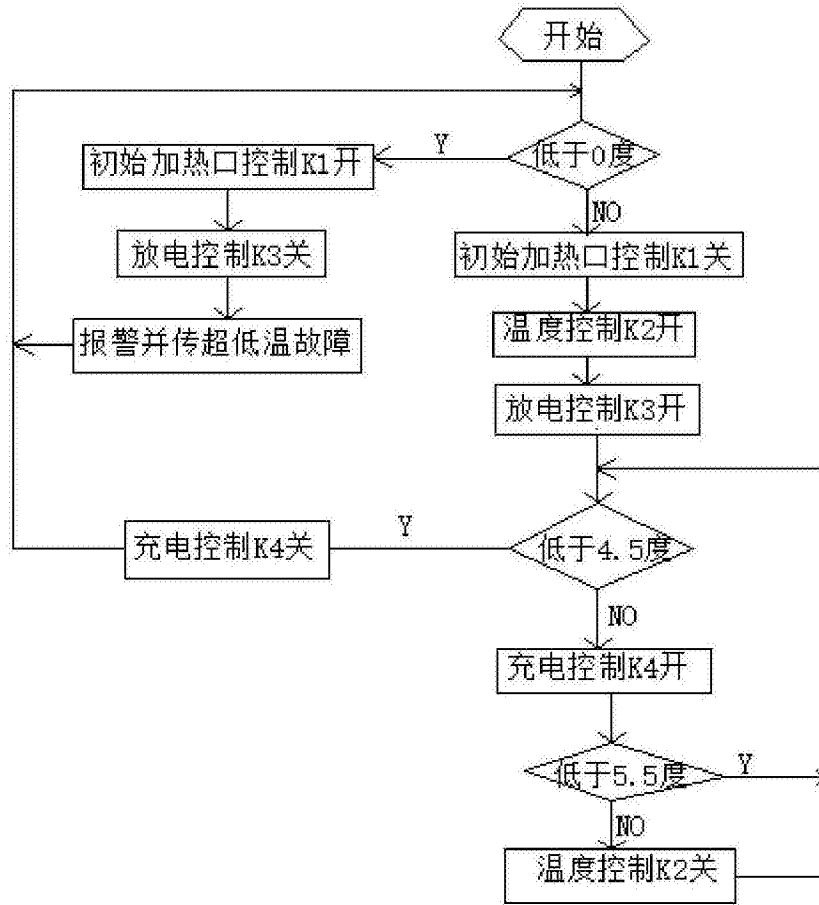 开始
低于0度
Y
初始加热口控制K1开
放电控制K3关
报警并传超低温故障
NO
初始加热口控制K1关
温度控制K2开
放电控制K3开
低于4.5度
Y
充电控制K4关
NO
充电控制K4开
低于5.5度
Y
NO
温度控制K2关